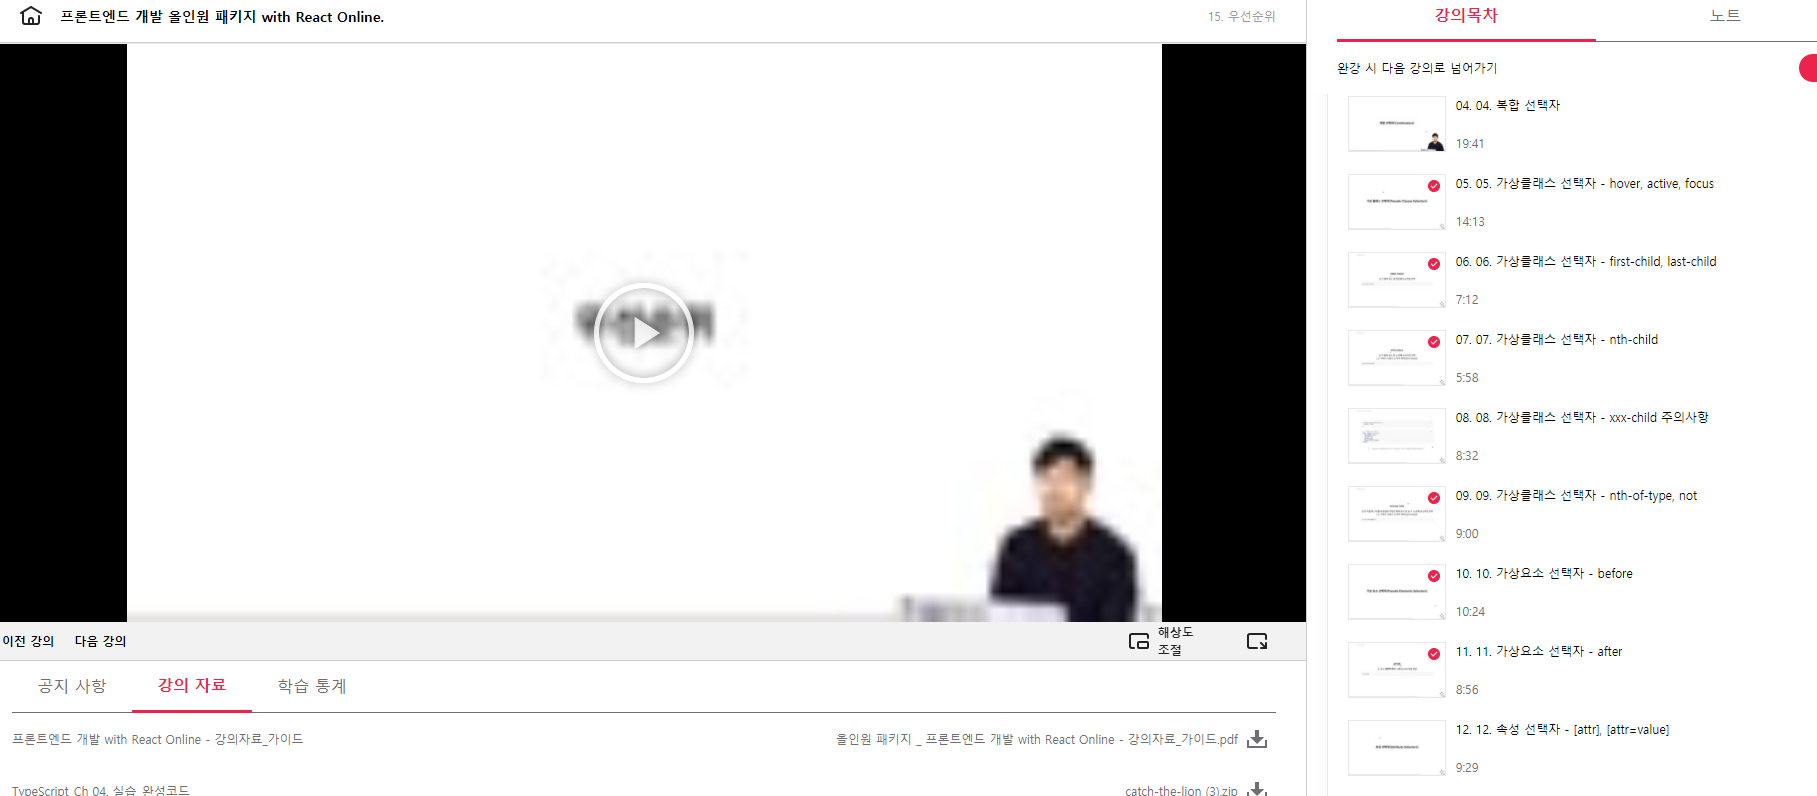 프론트엔드 개발 올인원 패키지 with React Online.
15. 우선순위
이전 강의
다음 강의
해상도
조절
공지 사항
강의 자료
학습 통계
프론트엔드 개발 with React Online - 강의자료_가이드
올인원 패키지 _ 프론트엔드 개발 with React Online - 강의자료_가이드.pdf
TypeScript Ch 04. 실습 완성코드
catch-the-lion (3).zip
강의목차
노트
완강 시 다음 강의로 넘어가기
04. 04. 복합 선택자
19:41
05. 05. 가상클래스 선택자 - hover, active, focus
14:13
06. 06. 가상클래스 선택자 - first-child, last-child
7:12
07. 07. 가상클래스 선택자 - nth-child
5:58
08. 08. 가상클래스 선택자 - xxx-child 주의사항
8:32
09. 09. 가상클래스 선택자 - nth-of-type, not
9:00
10. 10. 가상요소 선택자 - before
10:24
11. 11. 가상요소 선택자 - after
8:56
12. 12. 속성 선택자 - [attr], [attr=value]
9:29